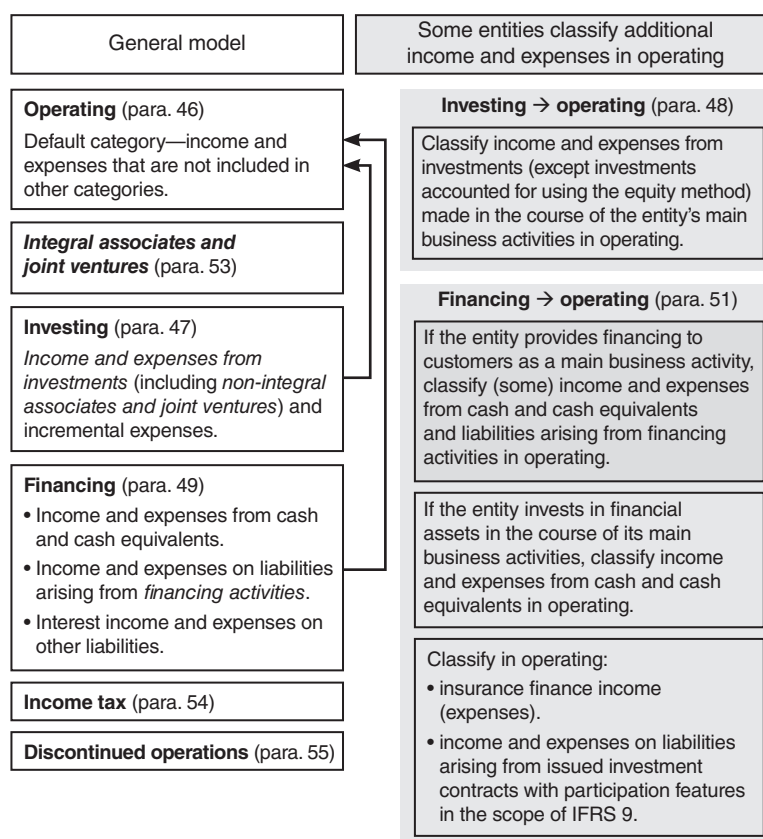 General model
Some entities classify additional
income and expenses in operating
Operating (para. 46)
Default category—income and
expenses that are not included in
other categories.
Integral associates and
joint ventures (para. 53)
Investing (para. 47)
Income and expenses from
investments (including non-integral
associates and joint ventures) and
incremental expenses.
Financing (para. 49)
• Income and expenses from cash
and cash equivalents.
• Income and expenses on liabilities
arising from financing activities.
• Interest income and expenses on
other liabilities.
Income tax (para. 54)
Discontinued operations (para. 55)
Investing → operating (para. 48)
Classify income and expenses from
investments (except investments
accounted for using the equity method)
made in the course of the entity's main
business activities in operating.
Financing → operating (para. 51)
If the entity provides financing to
customers as a main business activity,
classify (some) income and expenses
from cash and cash equivalents
and liabilities arising from financing
activities in operating.
If the entity invests in financial
assets in the course of its main
business activities, classify income
and expenses from cash and cash
equivalents in operating.
Classify in operating:
• insurance finance income
(expenses).
• income and expenses on liabilities
arising from issued investment
contracts with participation features
in the scope of IFRS 9.